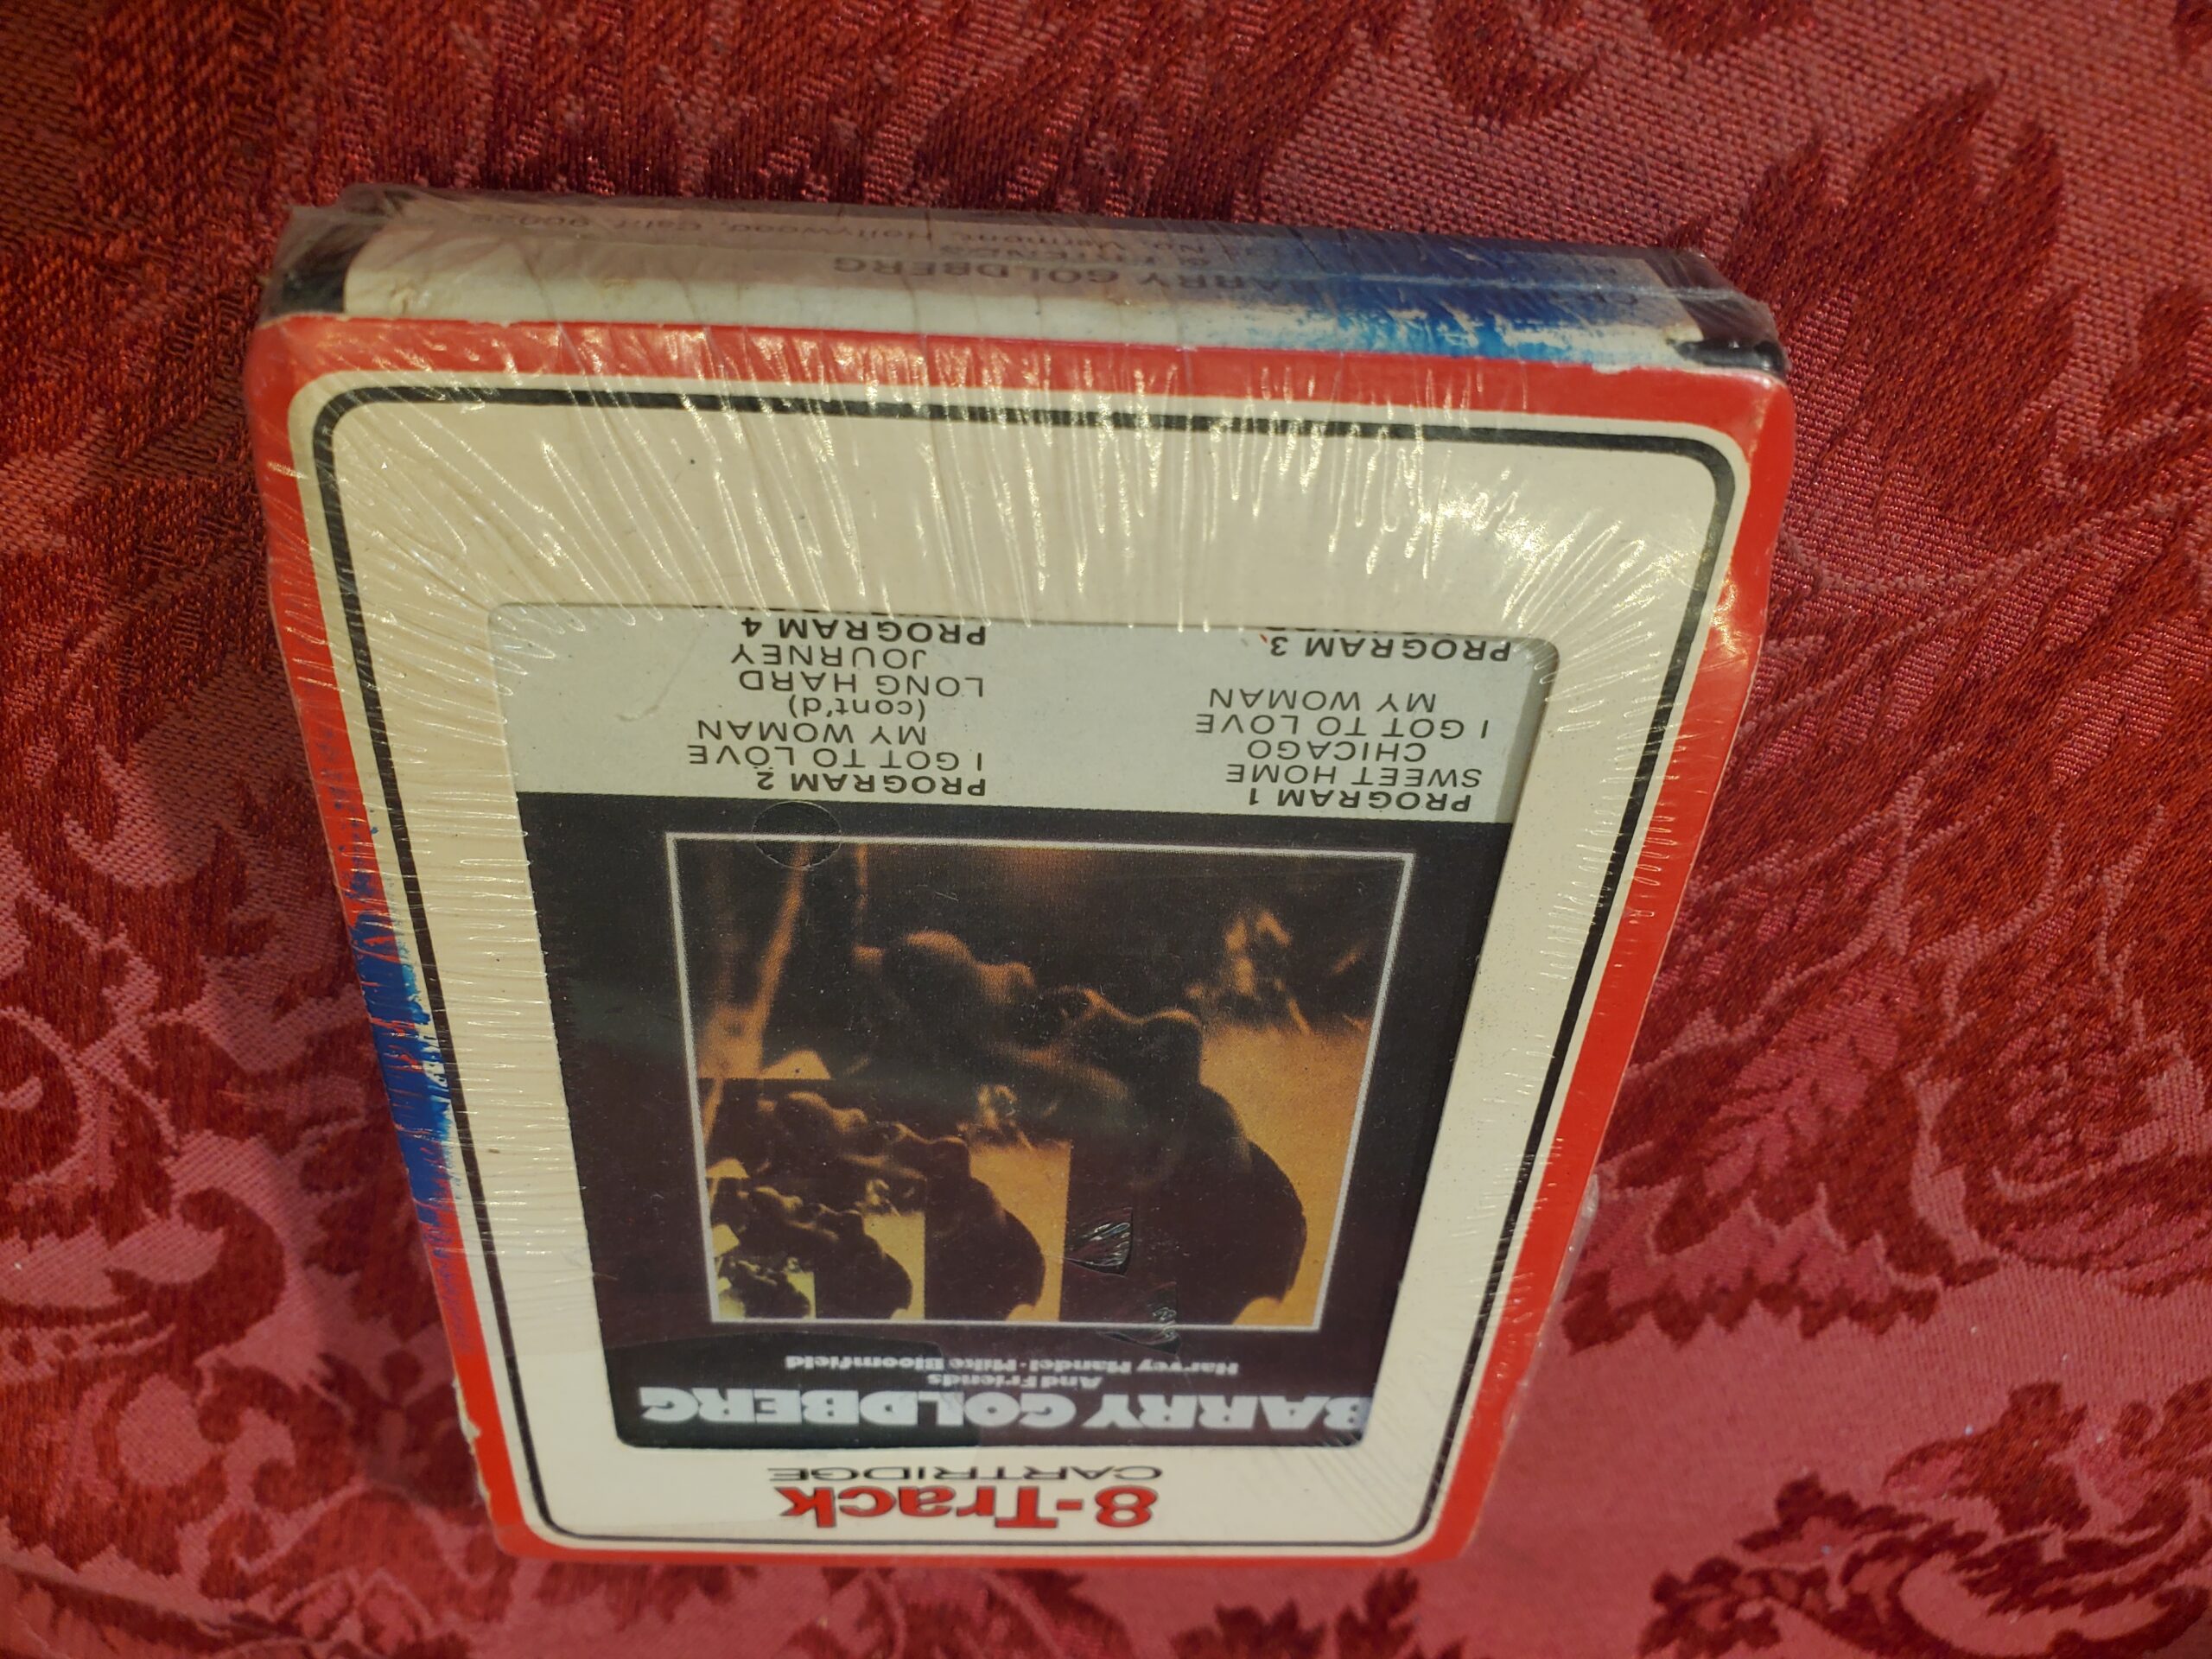 8-Track
CARTRIDGE
BARRY GOLDBERG
And Friends
Harvey Mandel · Mike Bloomfield
PROGRAM 1
SWEET HOME
CHICAGO
I GOT TO LOVE
MY WOMAN
PROGRAM 3
PROGRAM 2
I GOT TO LOVE
MY WOMAN
(cont'd)
LONG HARD
JOURNEY
PROGRAM 4
BARRY GOLDBERG
& FRIENDS
No. Vermont, Hollywood, Calif.